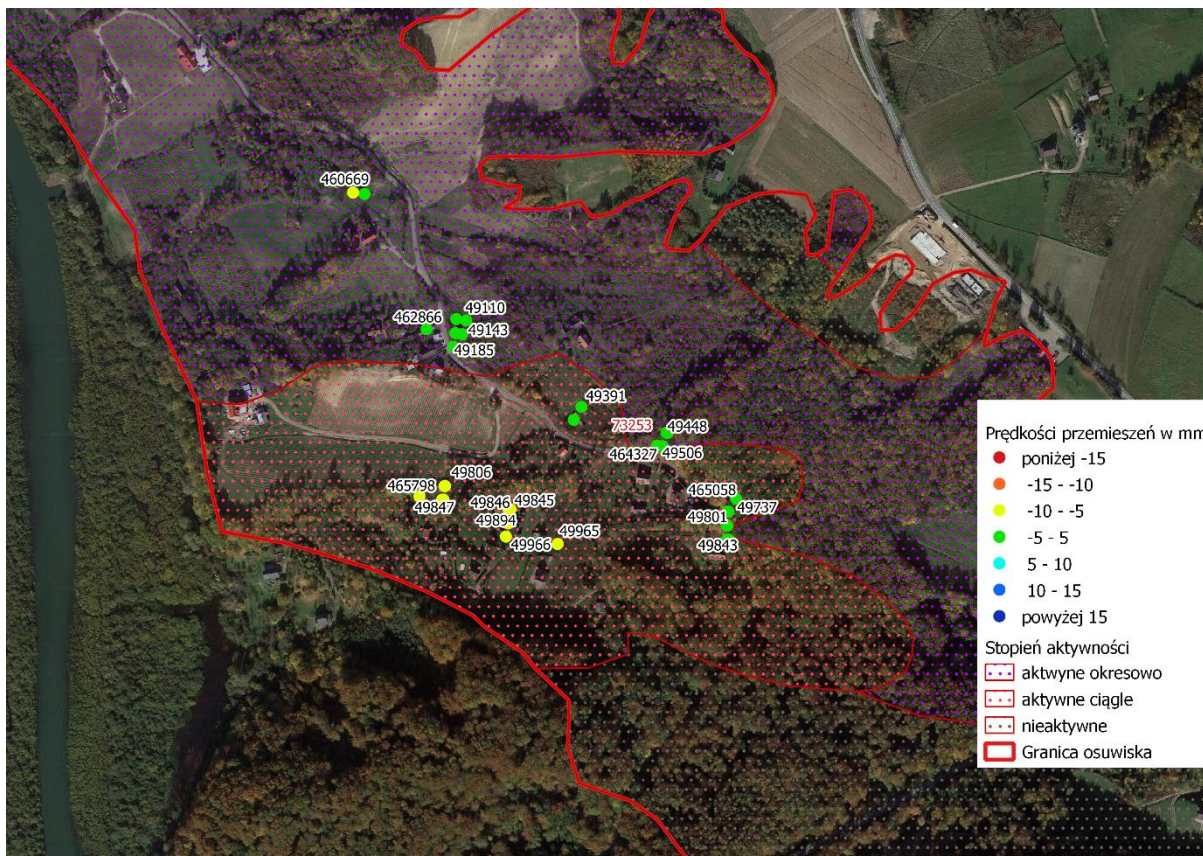 460669
49110
462866
49143
49185
49391
73253
49448
464327
49506
49806
465798
49847
49846
49845
49894
49965
49966
465058
49737
49801
49843
Prędkości przemieszeń w mm
poniżej -15
-15 - -10
-10 - -5
-5 - 5
5 - 10
10 - 15
powyżej 15
Stopień aktywności
aktwyne okresowo
aktywne ciągle
nieaktywne
Granica osuwiska